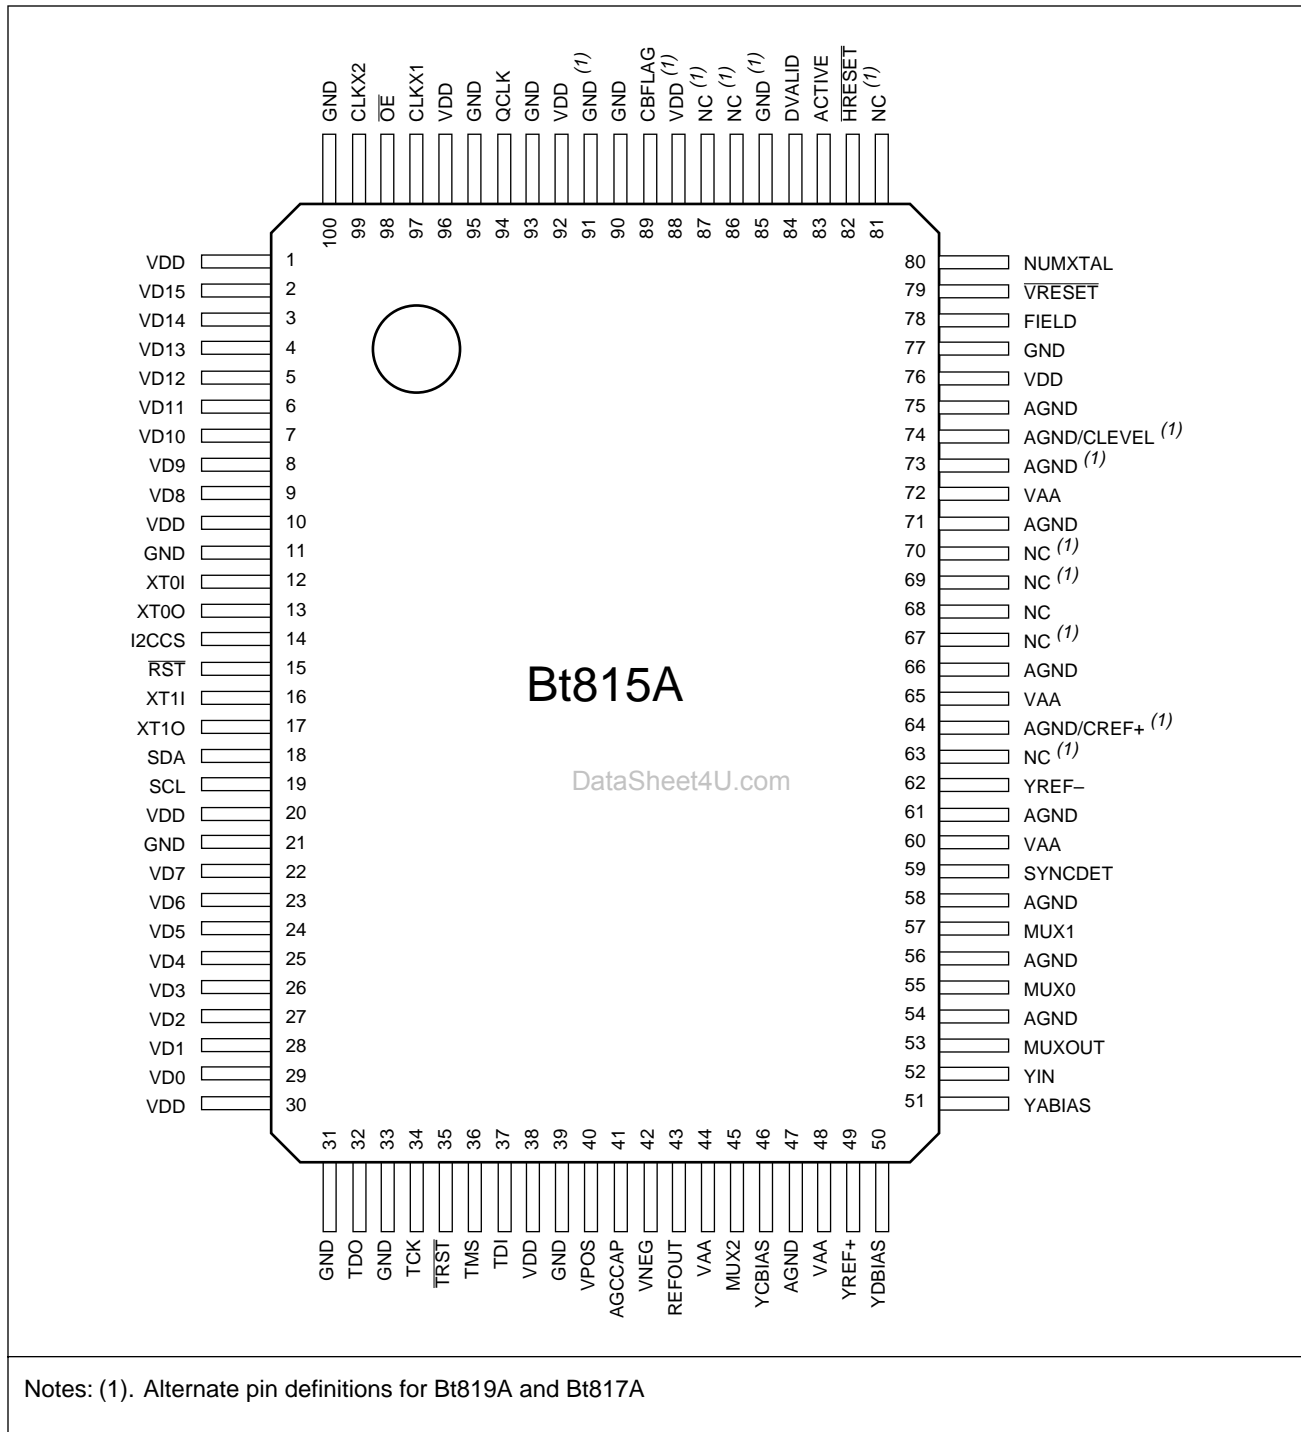 GND
CLKX2
OE
CLKX1
VDD
GND
QCLK
GND
VDD
GND (1)
GND
CBFLAG
VDD (1)
NC (1)
NC (1)
GND (1)
DVALID
ACTIVE
HRESET
NC (1)
100 99 98 97 96 95 94 93 92 91 90 89 88 87 86 85 84 83 82 81
VDD 1
VD15 2
VD14 3
VD13 4
VD12 5
VD11 6
VD10 7
VD9 8
VD8 9
VDD 10
GND 11
XT0I 12
XT0O 13
I2CCS 14
RST 15
XT1I 16
XT1O 17
SDA 18
SCL 19
VDD 20
GND 21
VD7 22
VD6 23
VD5 24
VD4 25
VD3 26
VD2 27
VD1 28
VD0 29
VDD 30
Bt815A
DataSheet4U.com
80 NUMXTAL
79 VRESET
78 FIELD
77 GND
76 VDD
75 AGND
74 AGND/CLEVEL (1)
73 AGND (1)
72 VAA
71 AGND
70 NC (1)
69 NC (1)
68 NC
67 NC (1)
66 AGND
65 VAA
64 AGND/CREF+ (1)
63 NC (1)
62 YREF–
61 AGND
60 VAA
59 SYNCDET
58 AGND
57 MUX1
56 AGND
55 MUX0
54 AGND
53 MUXOUT
52 YIN
51 YABIAS
31 32 33 34 35 36 37 38 39 40 41 42 43 44 45 46 47 48 49 50
GND
TDO
GND
TCK
TRST
TMS
TDI
VDD
GND
VPOS
AGCCAP
VNEG
REFOUT
VAA
MUX2
YCBIAS
AGND
VAA
YREF+
YDBIAS
Notes: (1). Alternate pin definitions for Bt819A and Bt817A